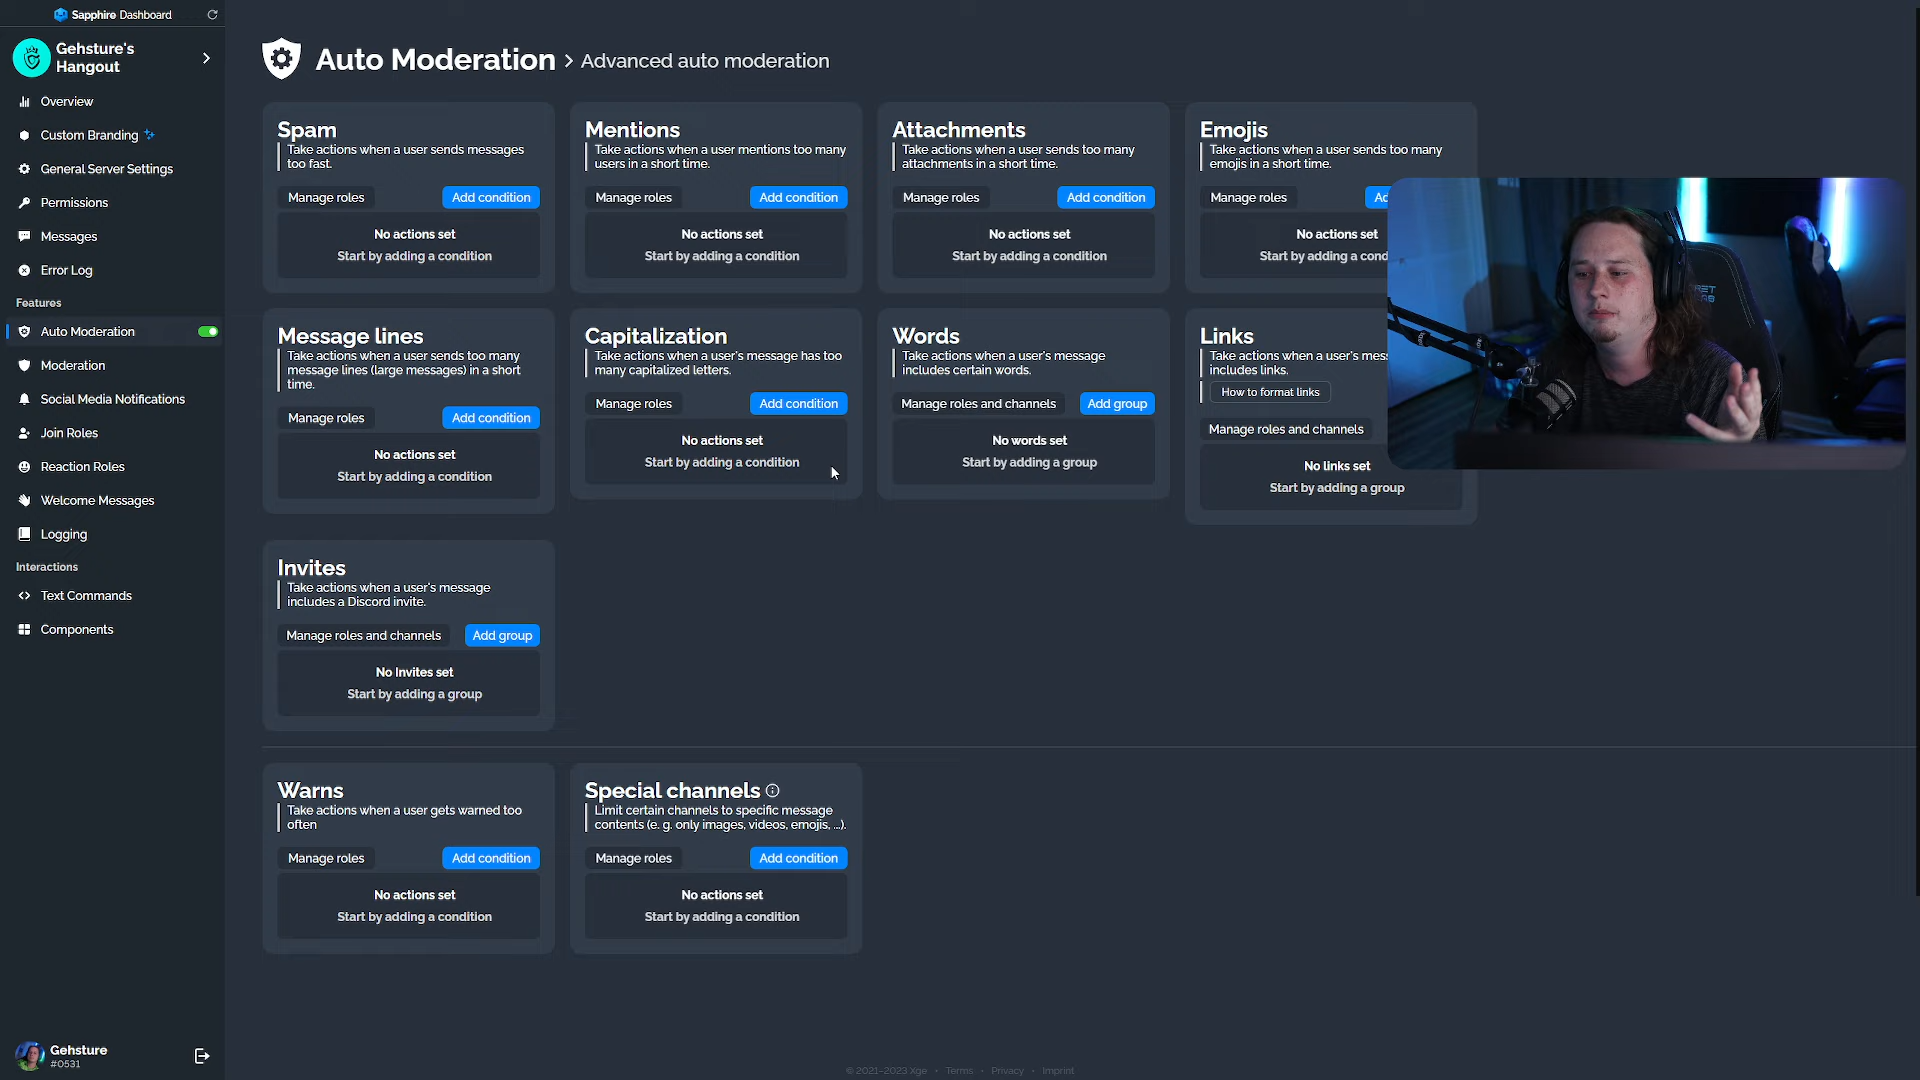 Sapphire Dashboard
Gehsture's
Hangout
Overview
Custom Branding
General Server Settings
Permissions
Messages
Error Log
Features
Auto Moderation
Moderation
Social Media Notifications
Join Roles
Reaction Roles
Welcome Messages
Logging
Interactions
Text Commands
Components
Gehsture
#0531
Auto Moderation > Advanced auto moderation
Spam
Take actions when a user sends messages
too fast.
Manage roles
Add condition
No actions set
Start by adding a condition
Mentions
Take actions when a user mentions too many
users in a short time.
Manage roles
Add condition
No actions set
Start by adding a condition
Attachments
Take actions when a user sends too many
attachments in a short time.
Manage roles
Add condition
No actions set
Start by adding a condition
Emojis
Take actions when a user sends too many
emojis in a short time.
Manage roles
No actions set
Start by adding a
Message lines
Take actions when a user sends too many
message lines (large messages) in a short
time.
Manage roles
Add condition
No actions set
Start by adding a condition
Capitalization
Take actions when a user's message has too
many capitalized letters.
Manage roles
Add condition
No actions set
Start by adding a condition
Words
Take actions when a user's message
includes certain words.
Manage roles and channels
Add group
No words set
Start by adding a group
Links
Take actions when a user's
includes links.
How to format links
Manage roles and channels
No links set
Start by adding a group
Invites
Take actions when a user's message
includes a Discord invite.
Manage roles and channels
Add group
No Invites set
Start by adding a group
Warns
Take actions when a user gets warned too
often
Manage roles
Add condition
No actions set
Start by adding a condition
Special channels
Limit certain channels to specific message
contents (e. g. only images, videos, emojis, ...).
Manage roles
Add condition
No actions set
Start by adding a condition
© 2021-2023 Xge • Terms • Privacy • Imprint